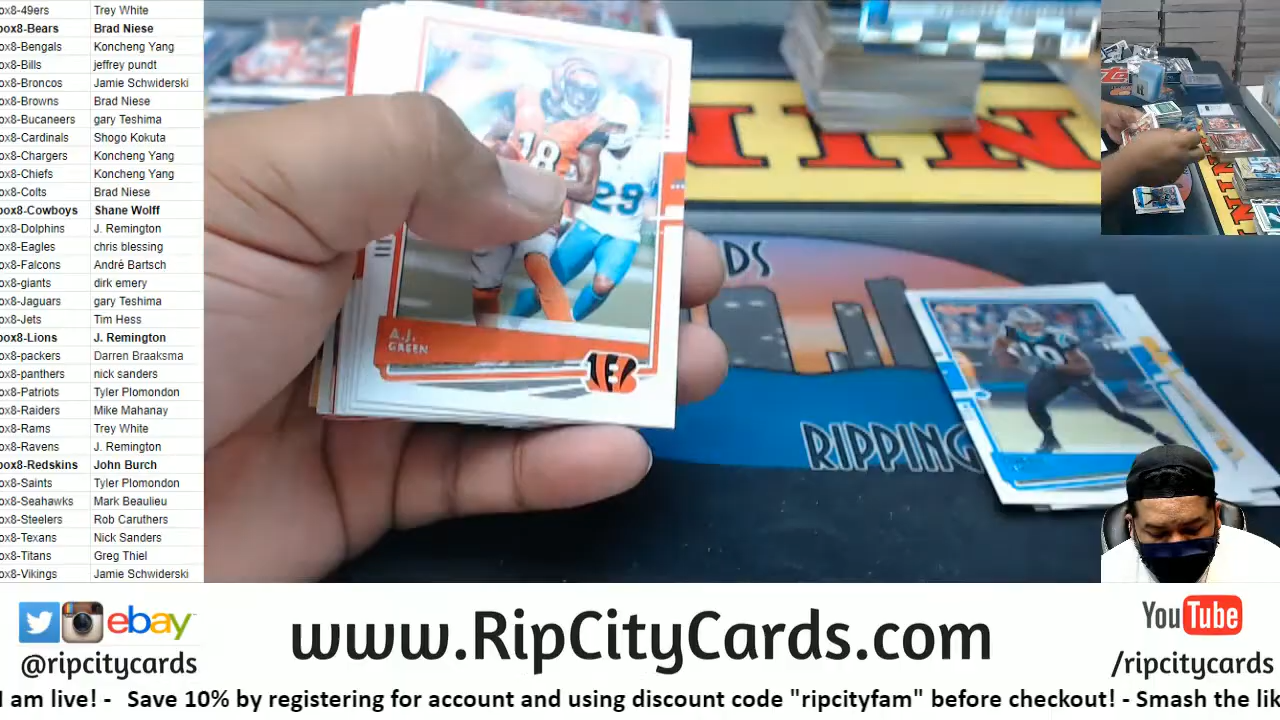 ox8-49ers Trey White
box8-Bears Brad Niese
ox8-Bengals Koncheng Yang
ox8-Bills jeffrey pundt
ox8-Broncos Jamie Schwiderski
ox8-Browns Brad Niese
ox8-Bucaneers gary Teshima
ox8-Cardinals Shogo Kokuta
ox8-Chargers Koncheng Yang
ox8-Chiefs Koncheng Yang
ox8-Colts Brad Niese
box8-Cowboys Shane Wolff
ox8-Dolphins J. Remington
ox8-Eagles chris blessing
ox8-Falcons André Bartsch
ox8-giants dirk emery
ox8-Jaguars gary Teshima
ox8-Jets Tim Hess
box8-Lions J. Remington
ox8-packers Darren Braaksma
ox8-panthers nick sanders
ox8-Patriots Tyler Plomondon
ox8-Raiders Mike Mahanay
ox8-Rams Trey White
ox8-Ravens J. Remington
box8-Redskins John Burch
ox8-Saints Tyler Plomondon
ox8-Seahawks Mark Beaulieu
ox8-Steelers Rob Caruthers
ox8-Texans Nick Sanders
ox8-Titans Greg Thiel
ox8-Vikings Jamie Schwiderski
18
29
A.J.
GREEN
BE
ININ
DS
RIPPING
ebay
@ripcitycards
www.RipCityCards.com
YouTube
/ripcitycards
I am live! - Save 10% by registering for account and using discount code "ripcityfam" before checkout! - Smash the lik